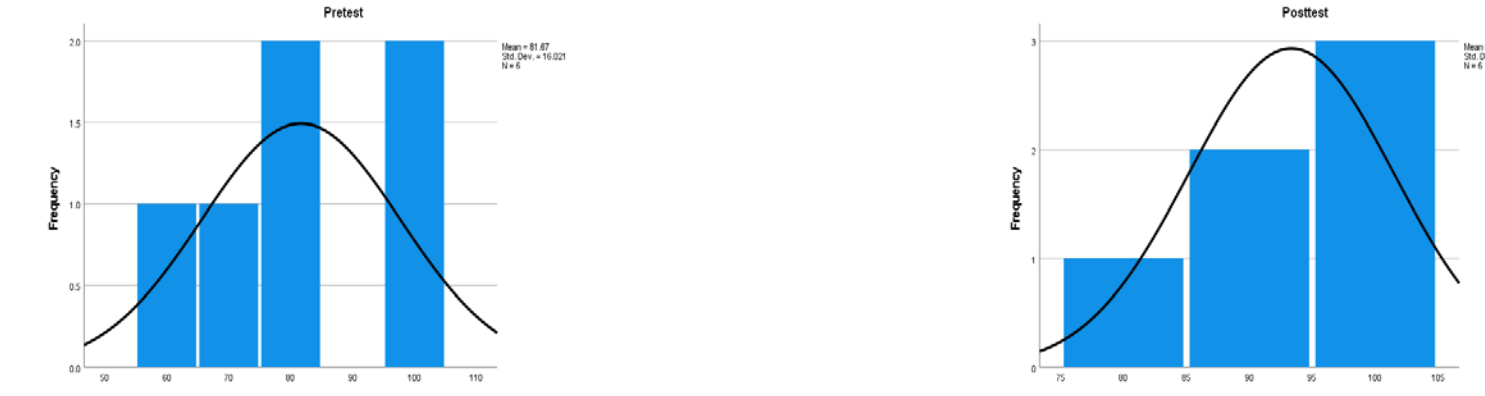 Pretest
Mean = 81.67
Std. Dev. = 16.021
N = 6
Frequency
2.0
1.5
1.0
0.5
0.0
50 60 70 80 90 100 110
Posttest
Mean
Std. D
N = 6
Frequency
3
2
1
0
75 80 85 90 95 100 105